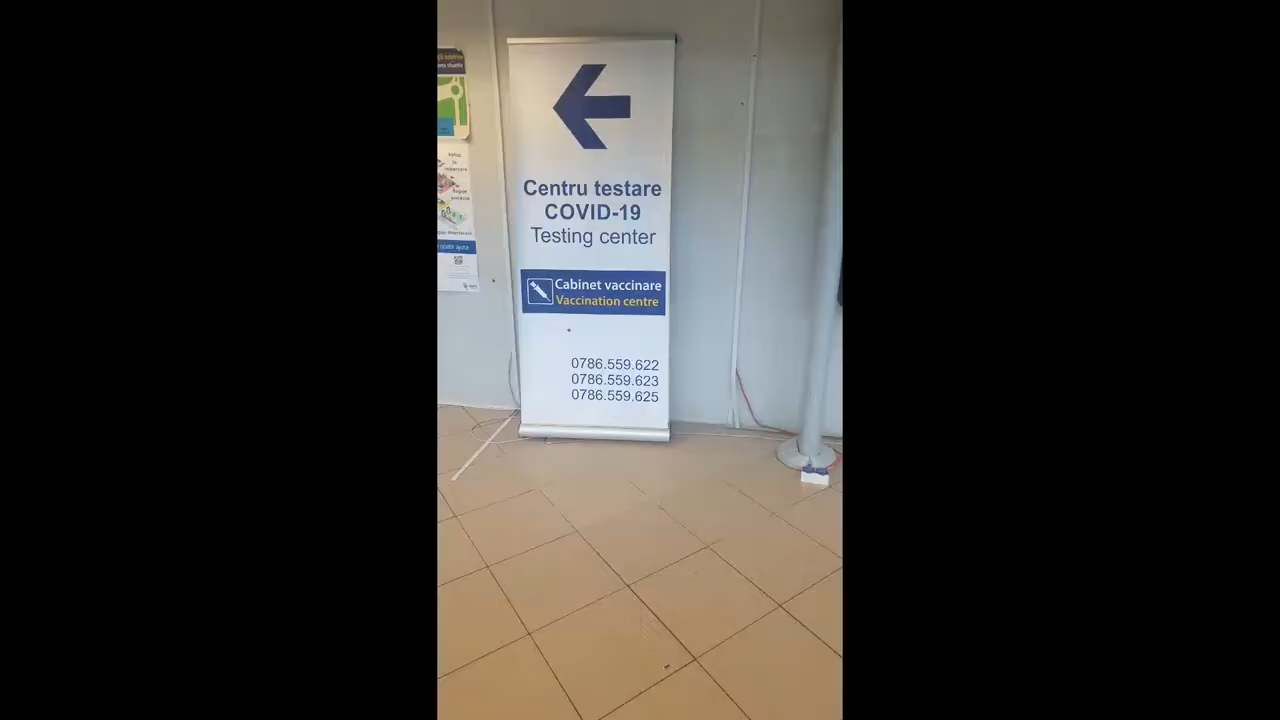 Centru testare
COVID-19
Testing center
Cabinet vaccinare
Vaccination centre
0786.559.622
0786.559.623
0786.559.625